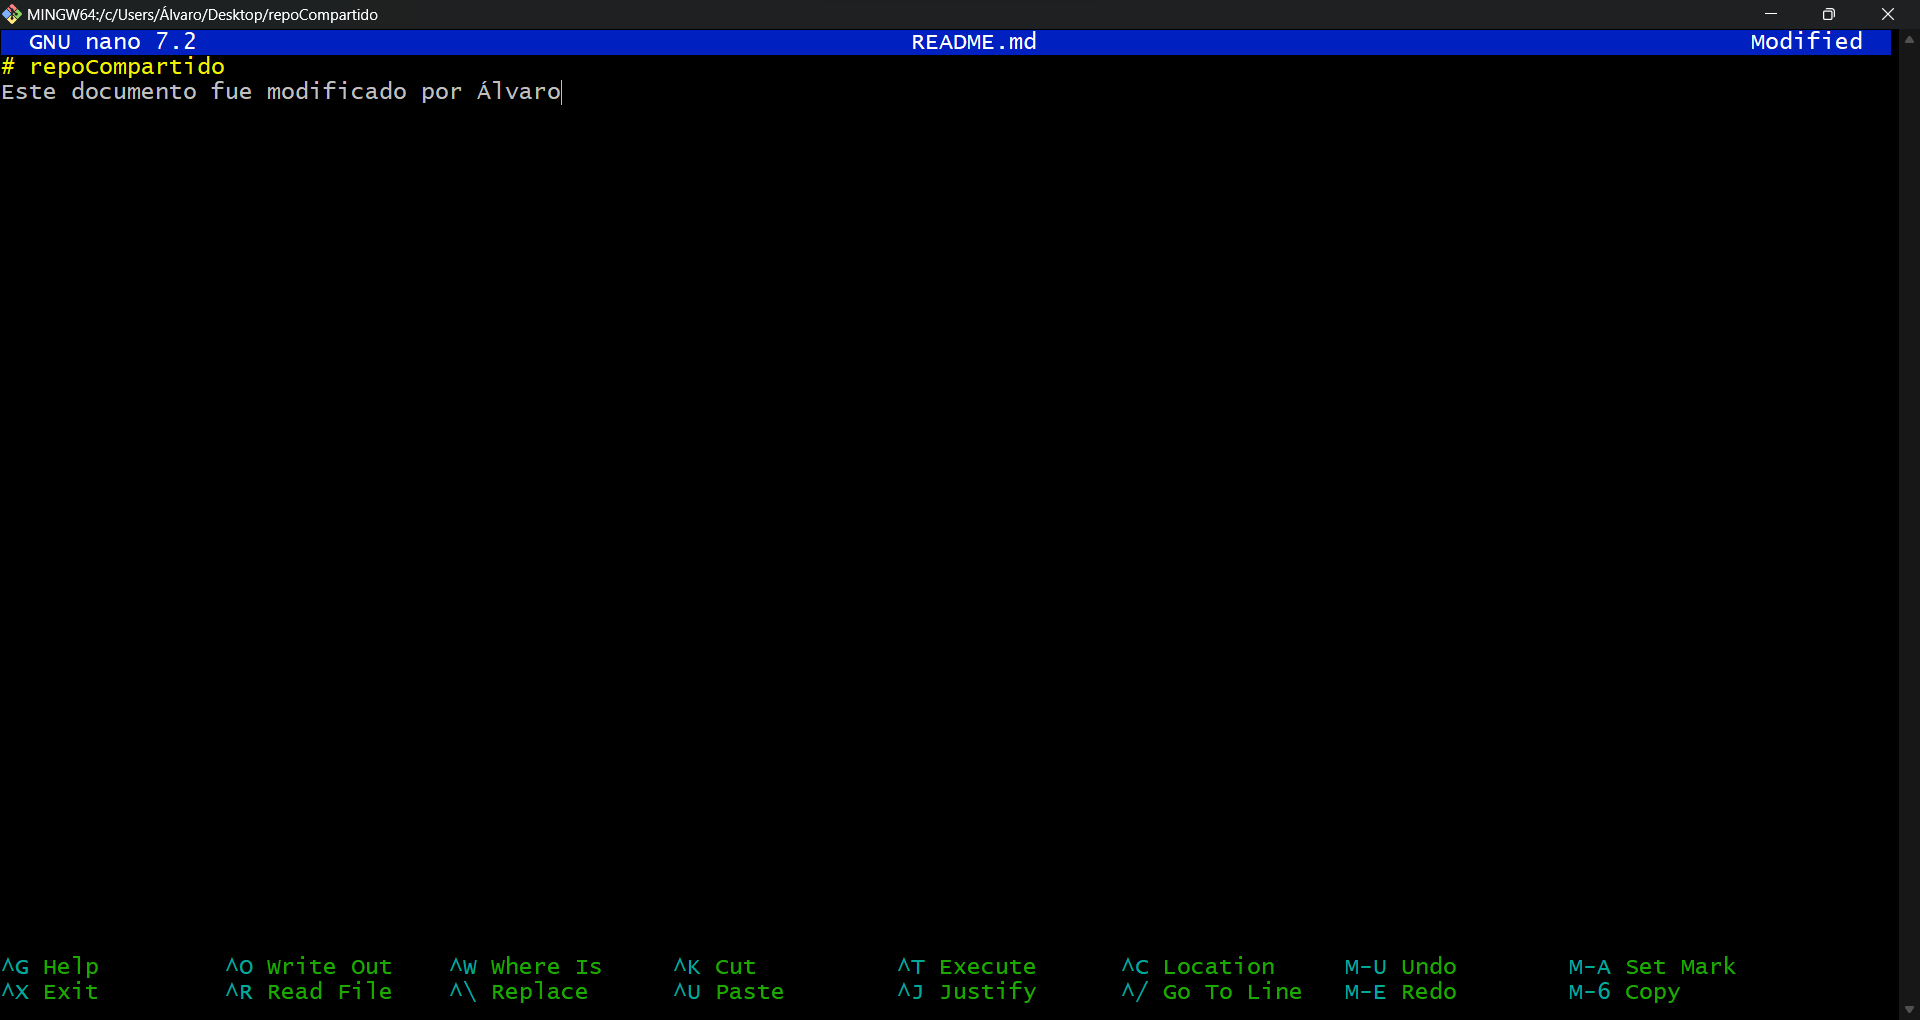 MINGW64:/c/Users/Álvaro/Desktop/repoCompartido
GNU nano 7.2 README.md Modified
# repoCompartido
Este documento fue modificado por Álvaro
^G Help ^O Write Out ^W Where Is ^K Cut ^T Execute ^C Location M-U Undo M-A Set Mark
^X Exit ^R Read File ^\ Replace ^U Paste ^J Justify ^/ Go To Line M-E Redo M-6 Copy